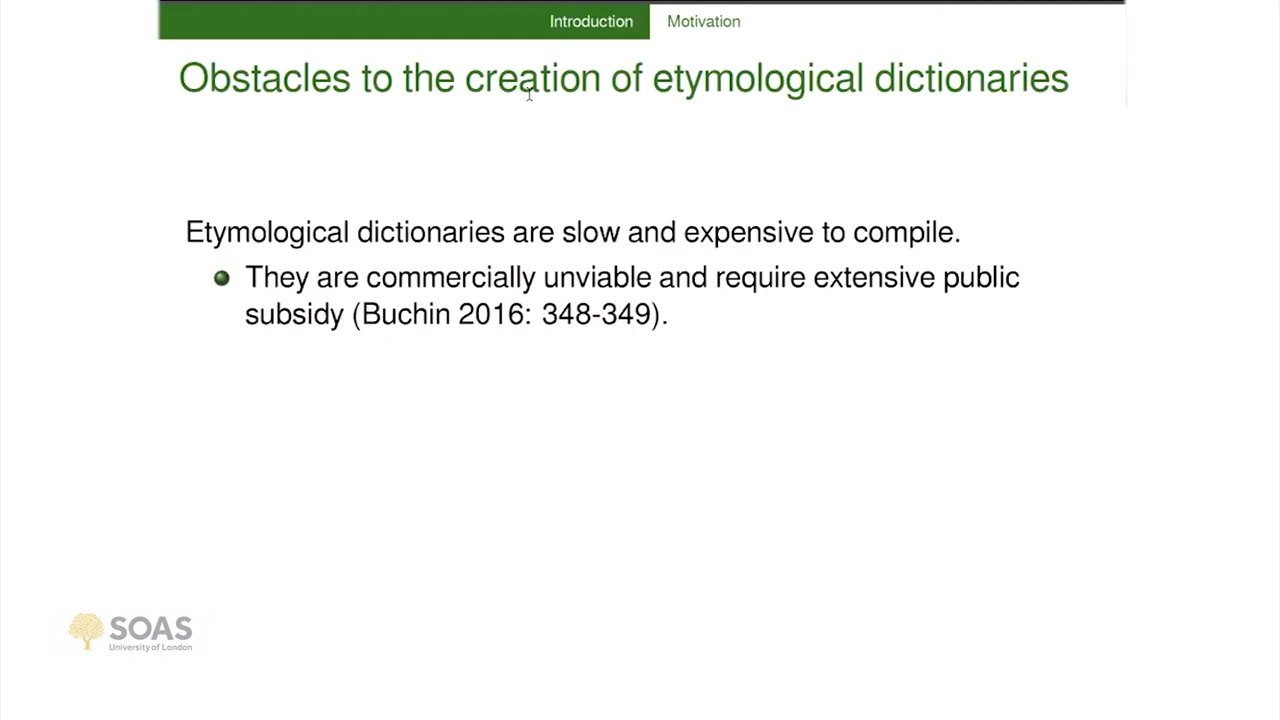 Introduction Motivation
Obstacles to the creation of etymological dictionaries
Etymological dictionaries are slow and expensive to compile.
They are commercially unviable and require extensive public
subsidy (Buchin 2016: 348-349).
SOAS
University of London